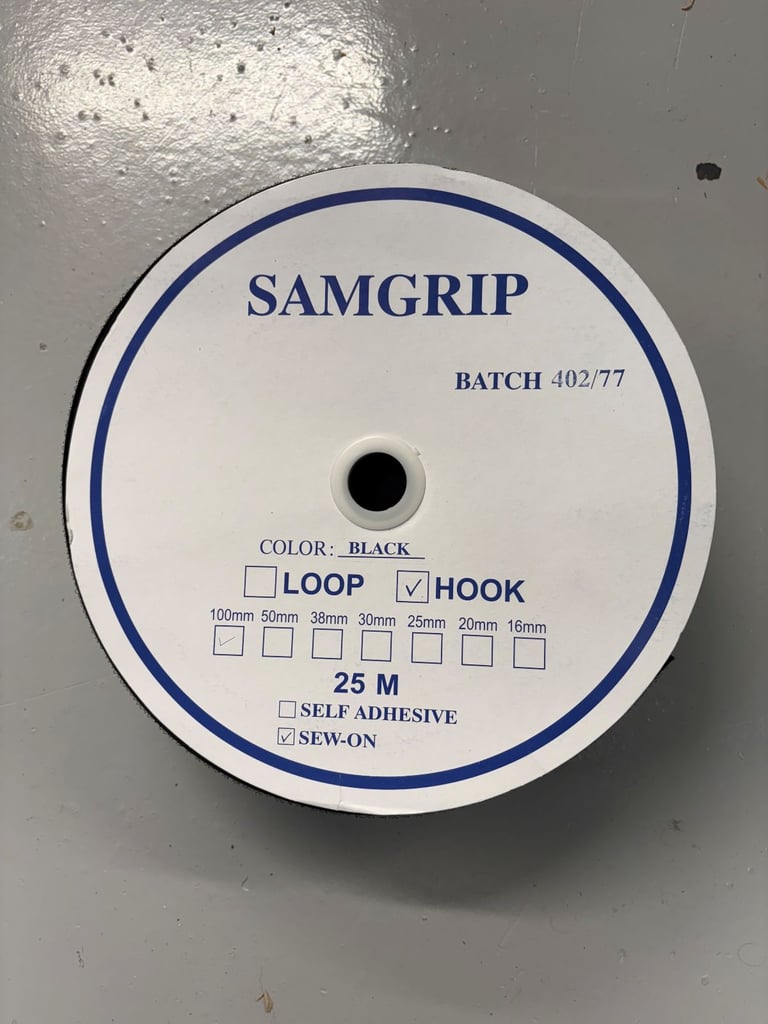 SAMGRIP
BATCH 402/77
COLOR: BLACK
LOOP ✓ HOOK
100mm 50mm 38mm 30mm 25mm 20mm 16mm
✓
25 M
SELF ADHESIVE
✓ SEW-ON